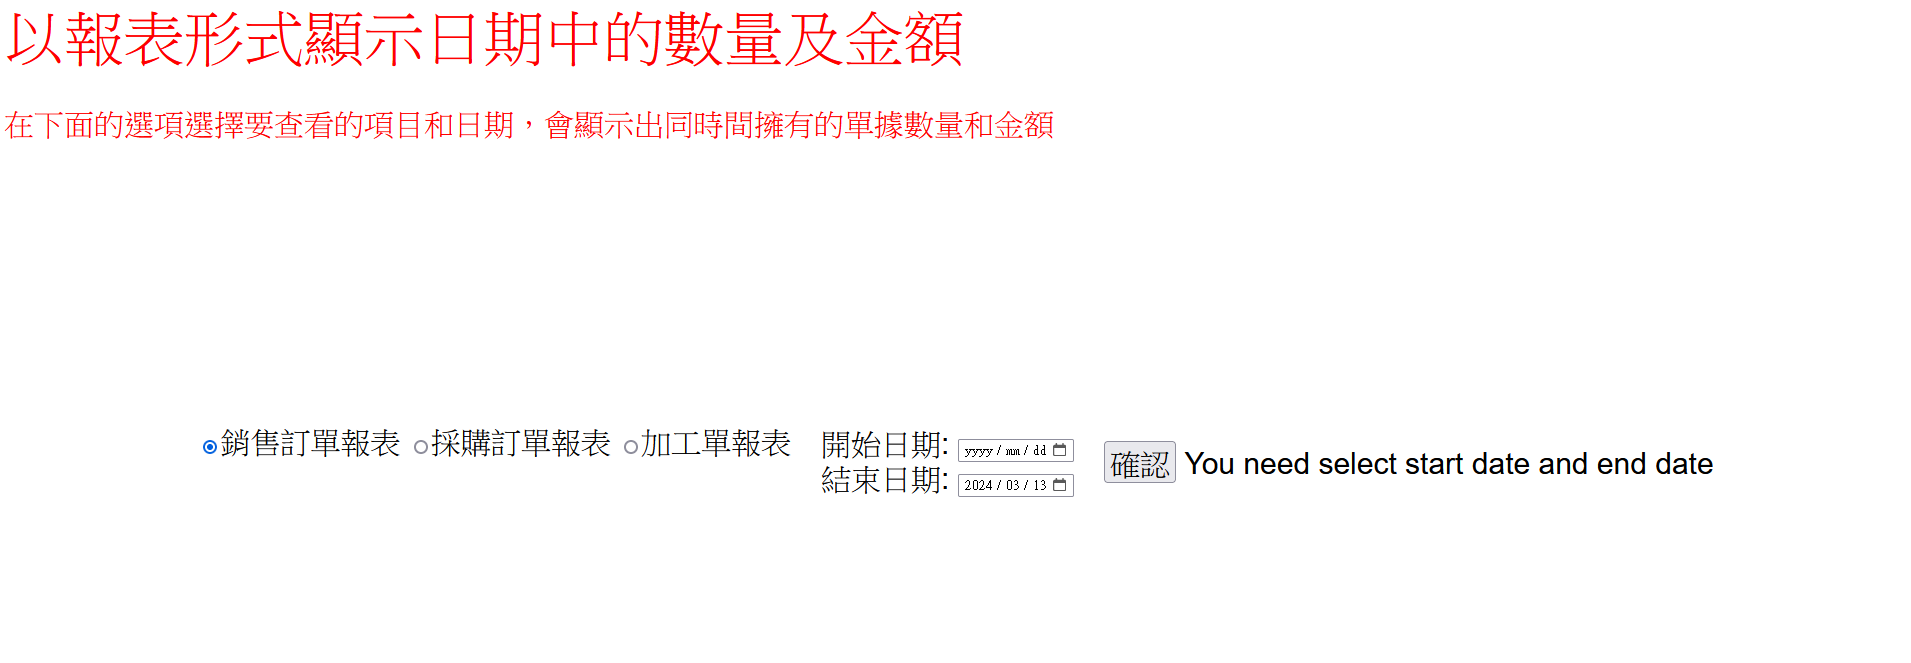 以報表形式顯示日期中的數量及金額
在下面的選項選擇要查看的項目和日期，會顯示出同時間擁有的單據數量和金額
銷售訂單報表 採購訂單報表 加工單報表
開始日期: yyyy / mm / dd
結束日期: 2024 / 03 / 13
確認 You need select start date and end date